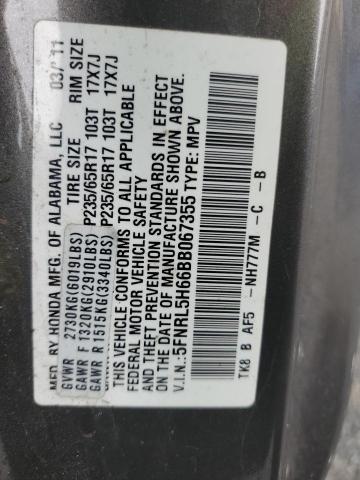 MFD. BY HONDA MFG. OF ALABAMA, LLC 03/11
GVWR 2730KG(6019LBS) TIRE SIZE RIM SIZE
GAWR F 1320KG(2910LBS) P235/65R17 103T 17X7J
GAWR R 1515KG(3340LBS) P235/65R17 103T 17X7J
THIS VEHICLE CONFORMS TO ALL APPLICABLE
FEDERAL MOTOR VEHICLE SAFETY
AND THEFT PREVENTION STANDARDS IN EFFECT
ON THE DATE OF MANUFACTURE SHOWN ABOVE.
V.I.N.: 5FNRL5H66BB067355 TYPE: MPV
TK8 B AF5 - NH777M - C - B